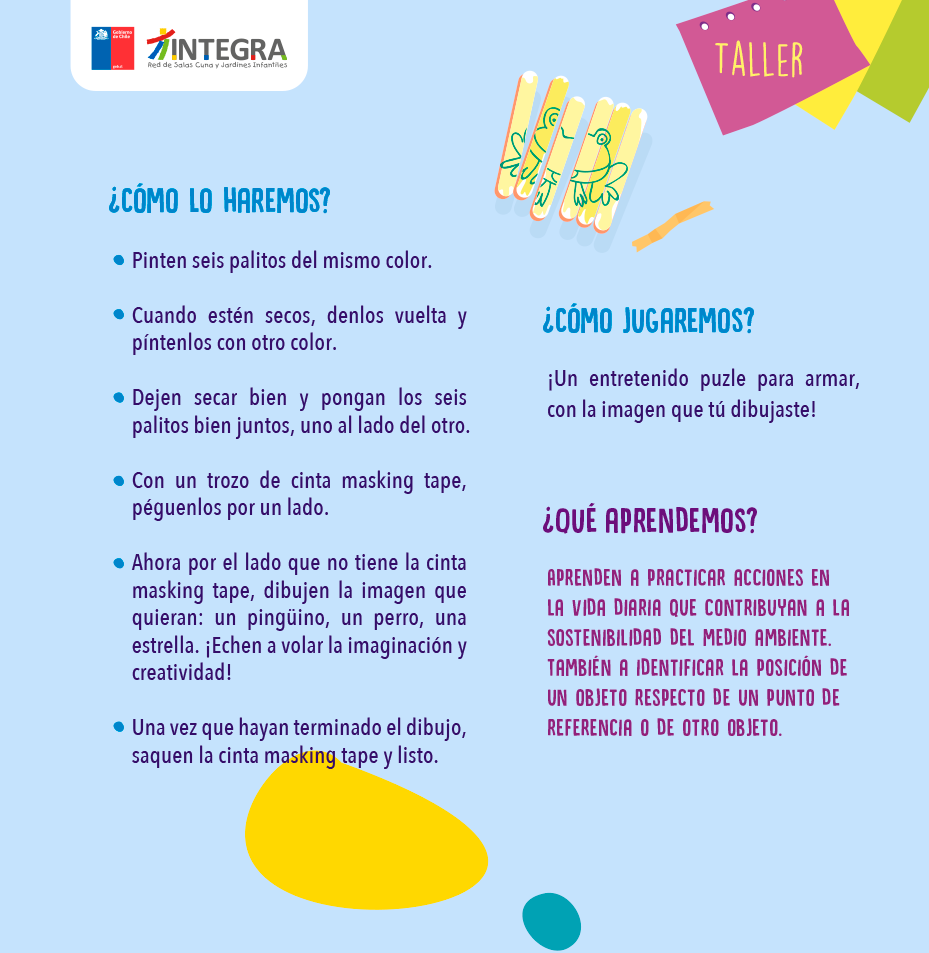 Gobierno de Chile
gob.cl
INTEGRA
Red de Salas Cuna y Jardines Infantiles
TALLER
¿CÓMO LO HAREMOS?
Pinten seis palitos del mismo color.
Cuando estén secos, denlos vuelta y
píntenlos con otro color.
Dejen secar bien y pongan los seis
palitos bien juntos, uno al lado del otro.
Con un trozo de cinta masking tape,
péguenlos por un lado.
Ahora por el lado que no tiene la cinta
masking tape, dibujen la imagen que
quieran: un pingüino, un perro, una
estrella. ¡Echen a volar la imaginación y
creatividad!
Una vez que hayan terminado el dibujo,
saquen la cinta masking tape y listo.
¿CÓMO JUGAREMOS?
¡Un entretenido puzle para armar,
con la imagen que tú dibujaste!
¿QUÉ APRENDEMOS?
APRENDEN A PRACTICAR ACCIONES EN
LA VIDA DIARIA QUE CONTRIBUYAN A LA
SOSTENIBILIDAD DEL MEDIO AMBIENTE.
TAMBIÉN A IDENTIFICAR LA POSICIÓN DE
UN OBJETO RESPECTO DE UN PUNTO DE
REFERENCIA O DE OTRO OBJETO.